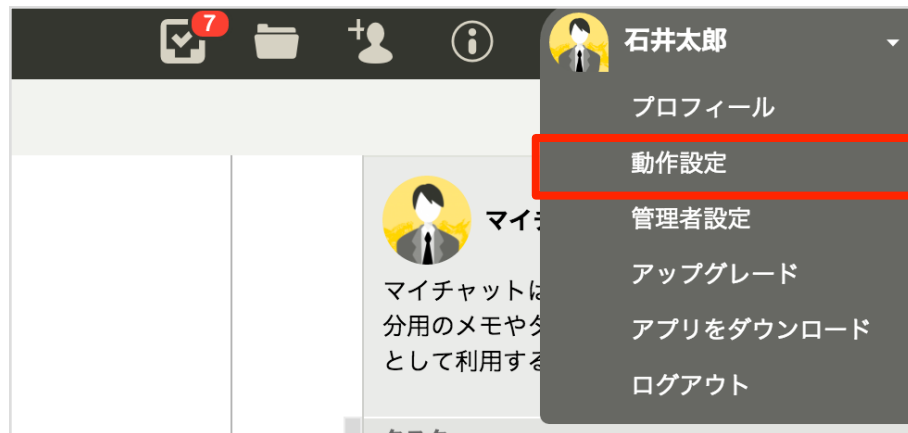 7
石井太郎
プロフィール
動作設定
管理者設定
アップグレード
アプリをダウンロード
ログアウト
マイ
マイチャットは
分用のメモや
として利用する